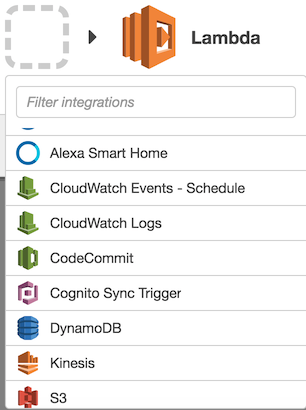 Lambda
Filter integrations
Alexa Smart Home
CloudWatch Events - Schedule
CloudWatch Logs
CodeCommit
Cognito Sync Trigger
DynamoDB
Kinesis
S3